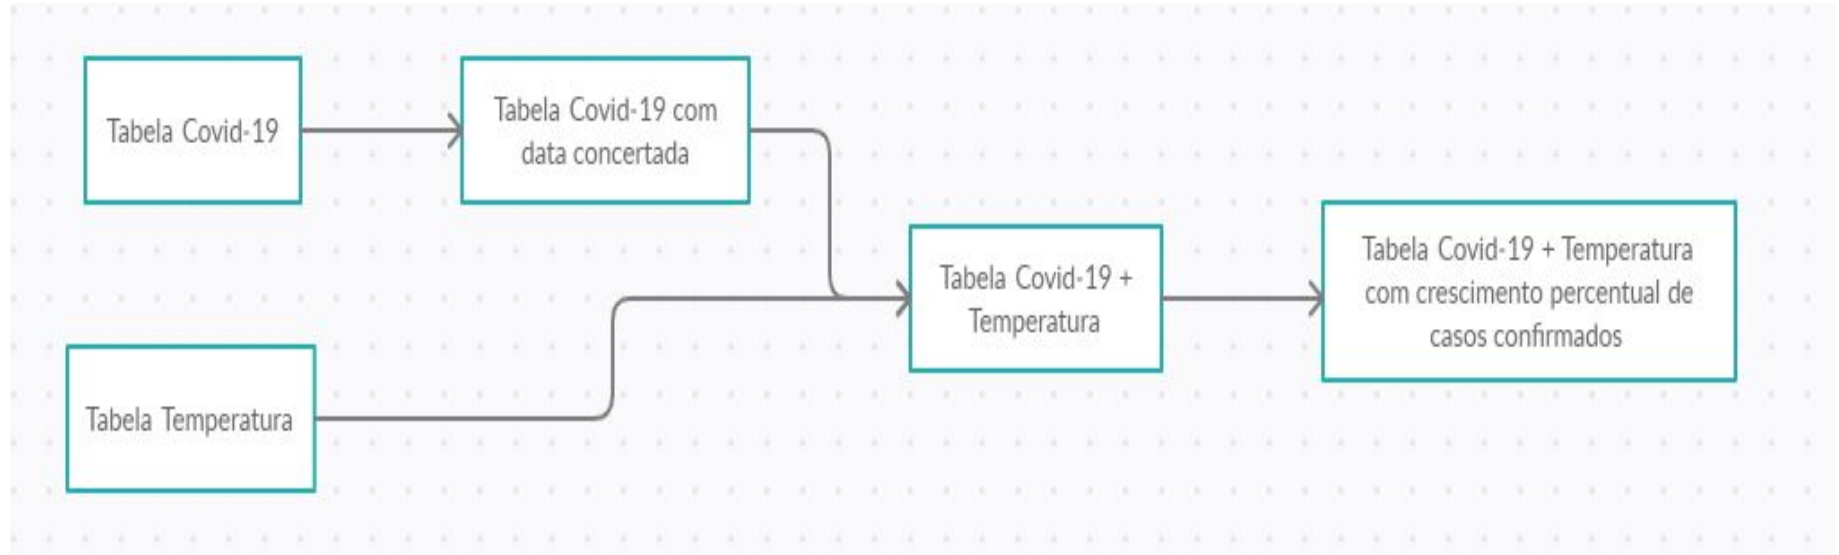 Tabela Covid-19
Tabela Covid-19 com
data concertada
Tabela Temperatura
Tabela Covid-19 +
Temperatura
Tabela Covid-19 + Temperatura
com crescimento percentual de
casos confirmados